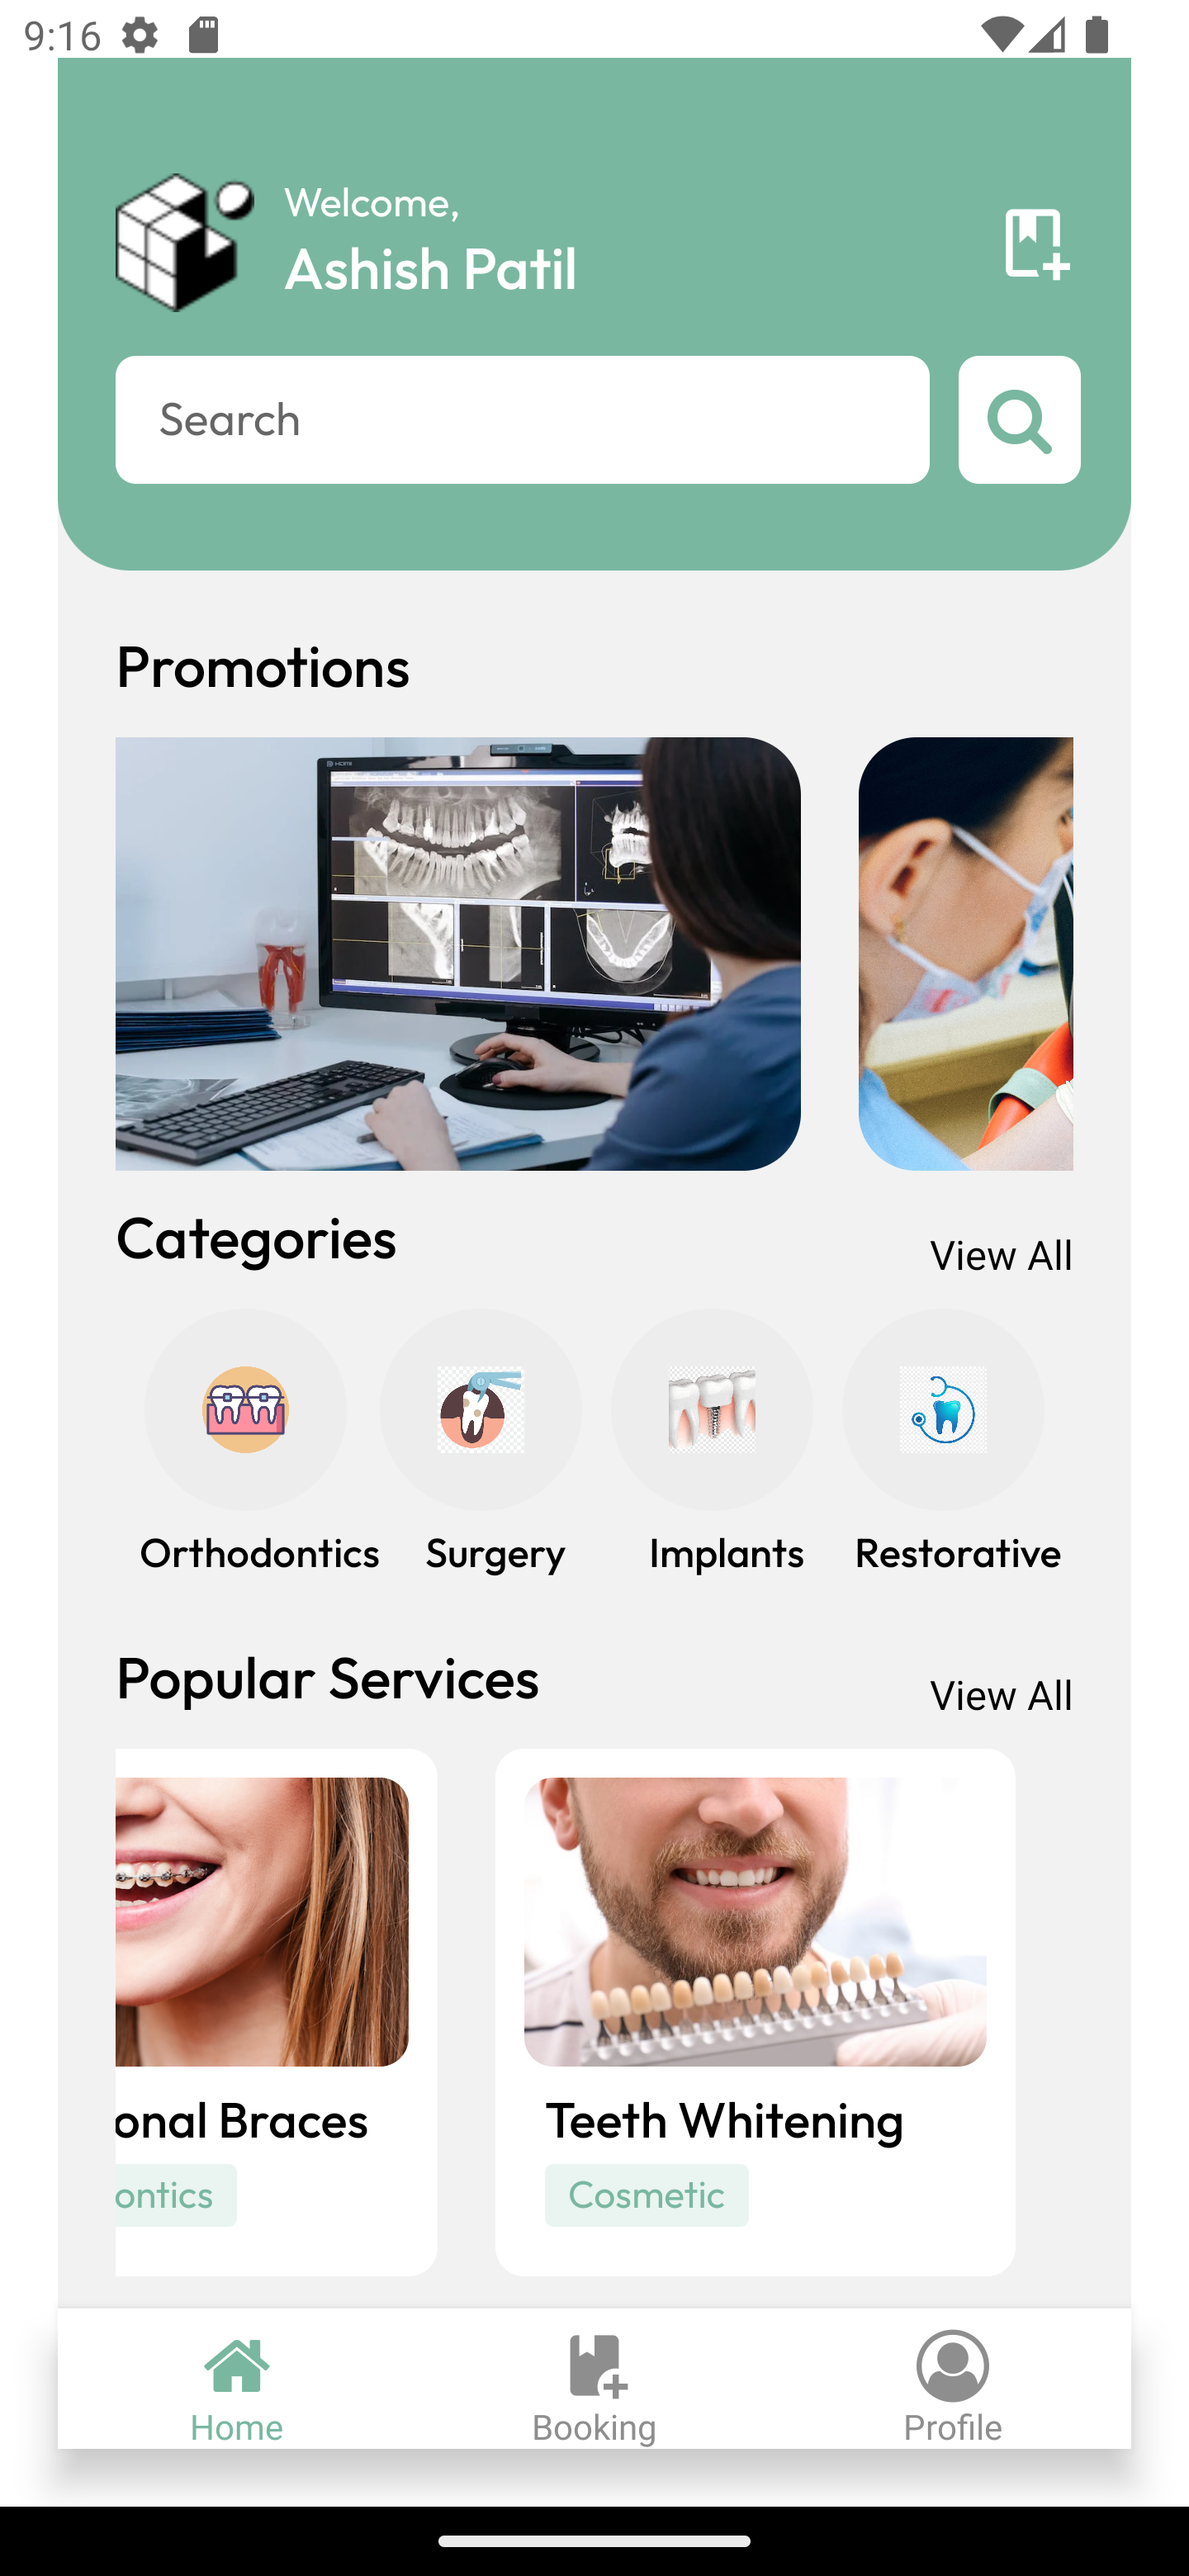 9:16
Welcome,
Ashish Patil
Search
Promotions
HDMI
Categories
View All
Orthodontics
Surgery
Implants
Restorative
Popular Services
View All
onal Braces
ontics
Teeth Whitening
Cosmetic
Home
Booking
Profile